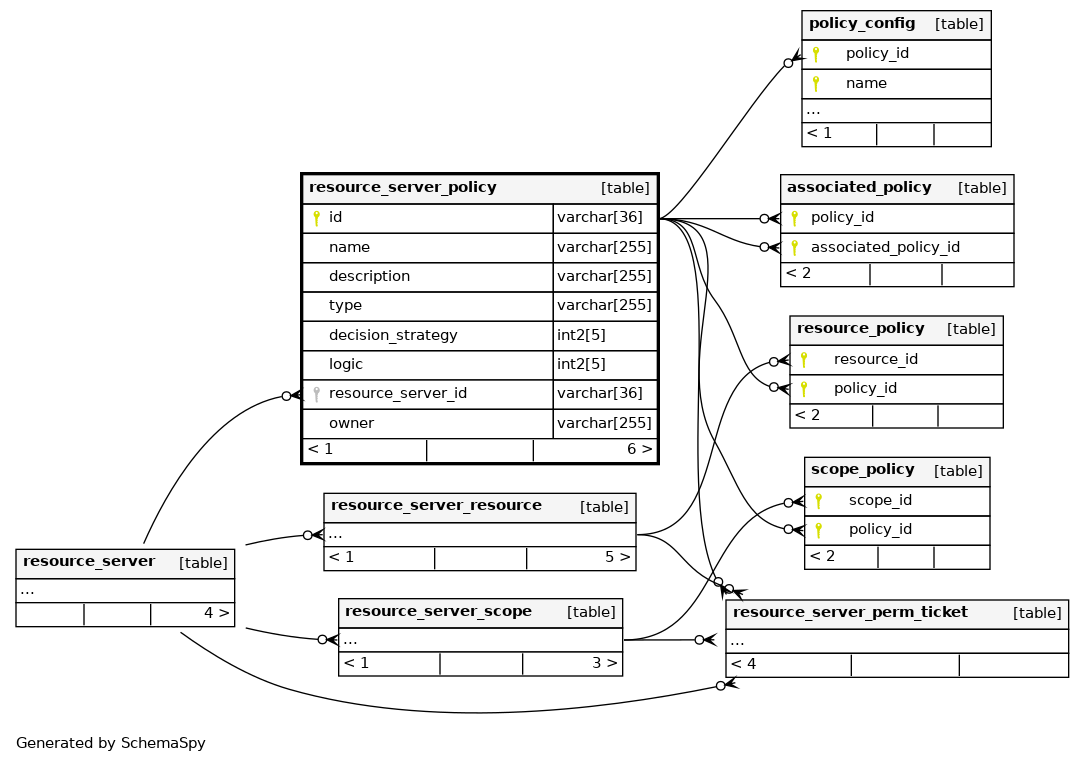 policy_config [table]
policy_id
name
...
< 1
resource_server_policy [table]
id varchar[36]
name varchar[255]
description varchar[255]
type varchar[255]
decision_strategy int2[5]
logic int2[5]
resource_server_id varchar[36]
owner varchar[255]
< 1 6 >
associated_policy [table]
policy_id
associated_policy_id
< 2
resource_policy [table]
resource_id
policy_id
< 2
scope_policy [table]
scope_id
policy_id
< 2
resource_server_resource [table]
...
< 1 5 >
resource_server [table]
...
4 >
resource_server_scope [table]
...
< 1 3 >
resource_server_perm_ticket [table]
...
< 4
Generated by SchemaSpy